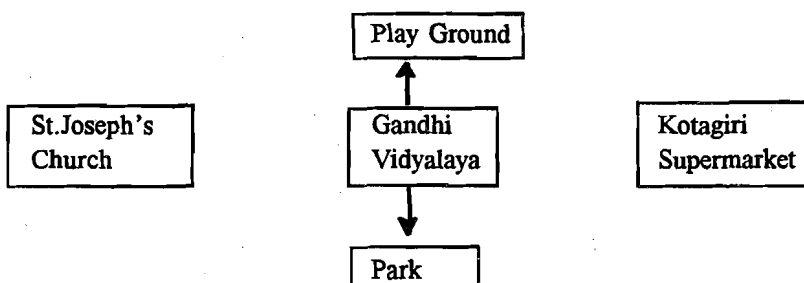 Play Ground
St.Joseph's
Church
Gandhi
Vidyalaya
Kotagiri
Supermarket
Park